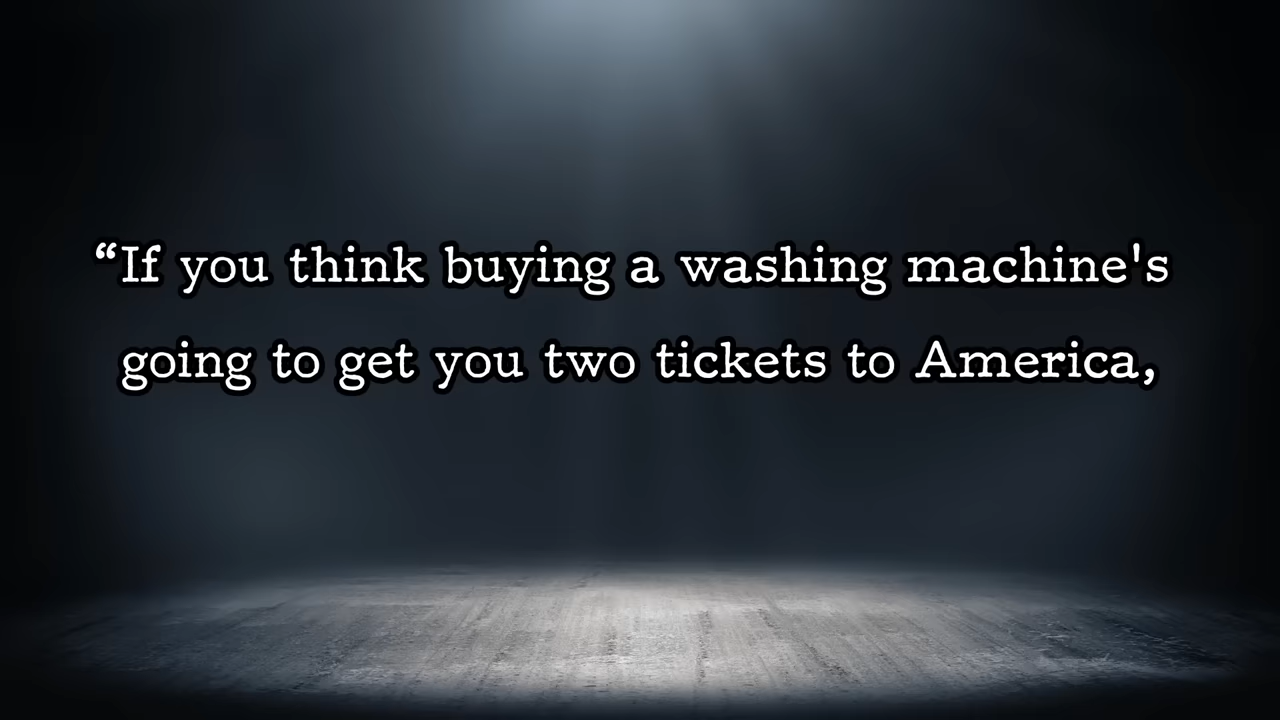 “If you think buying a washing machine's
going to get you two tickets to America,